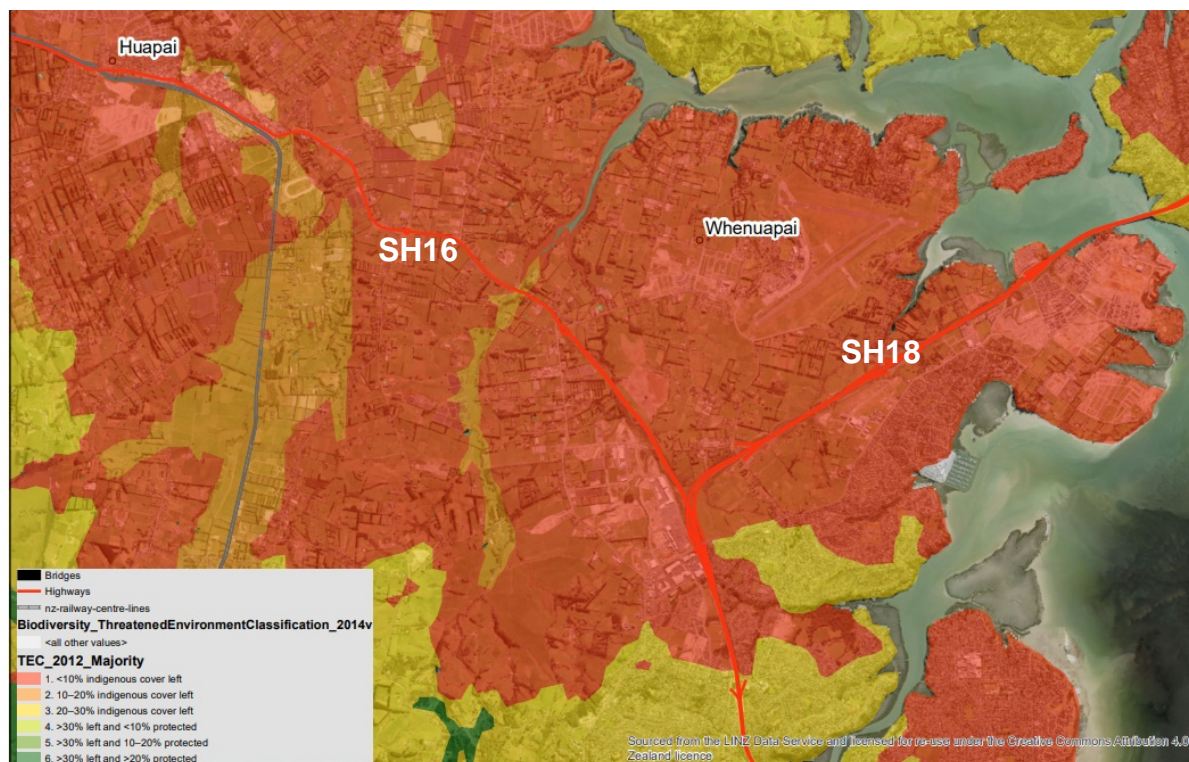 Huapai
Whenuapai
SH16
SH18
Bridges
Highways
nz-railway-centre-lines
Biodiversity_ThreatenedEnvironmentClassification_2014v
<all other values>
TEC_2012_Majority
1. <10% indigenous cover left
2. 10–20% indigenous cover left
3. 20–30% indigenous cover left
4. >30% left and <10% protected
5. >30% left and 10–20% protected
6. >30% left and >20% protected
Sourced from the LINZ Data Service and licensed for re-use under the Creative Commons Attribution 4.0
Zealand licence